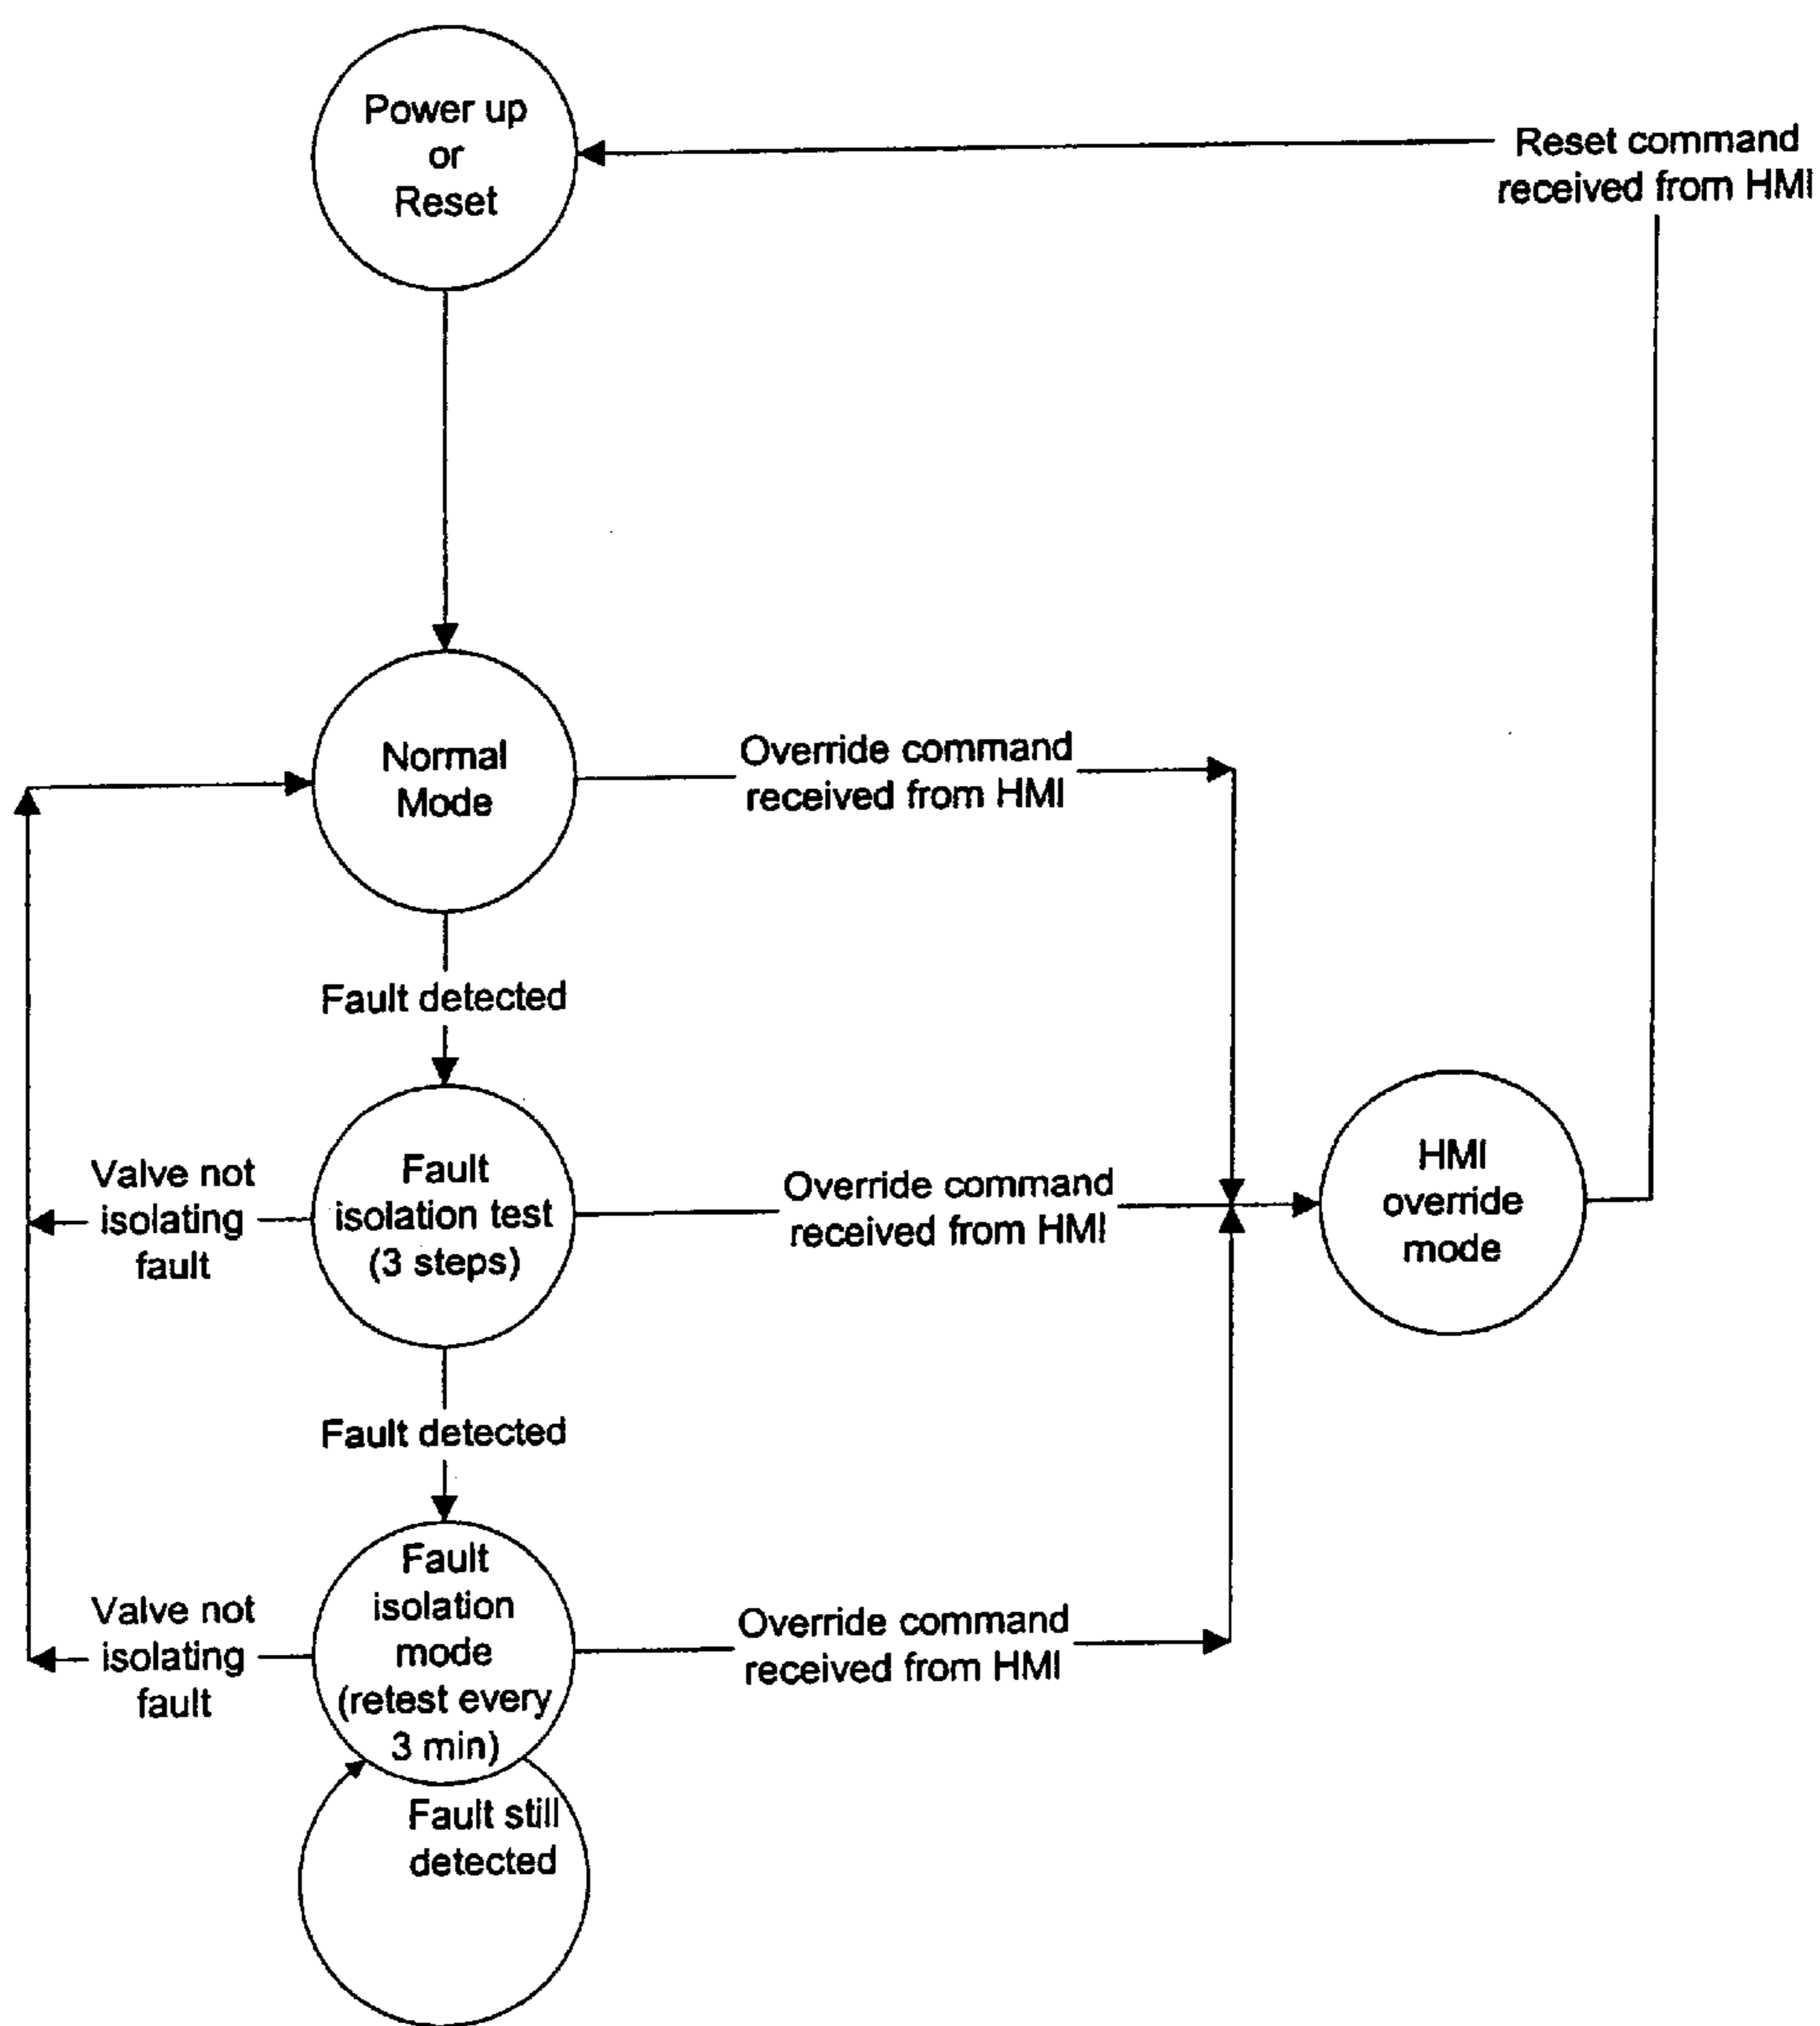 Power up
or
Reset
Reset command
received from HMI
Normal
Mode
Override command
received from HMI
Fault detected
Valve not
isolating
fault
Fault
isolation test
(3 steps)
Override command
received from HMI
HMI
override
mode
Fault detected
Valve not
isolating
fault
Fault
isolation
mode
(retest every
3 min)
Override command
received from HMI
Fault still
detected